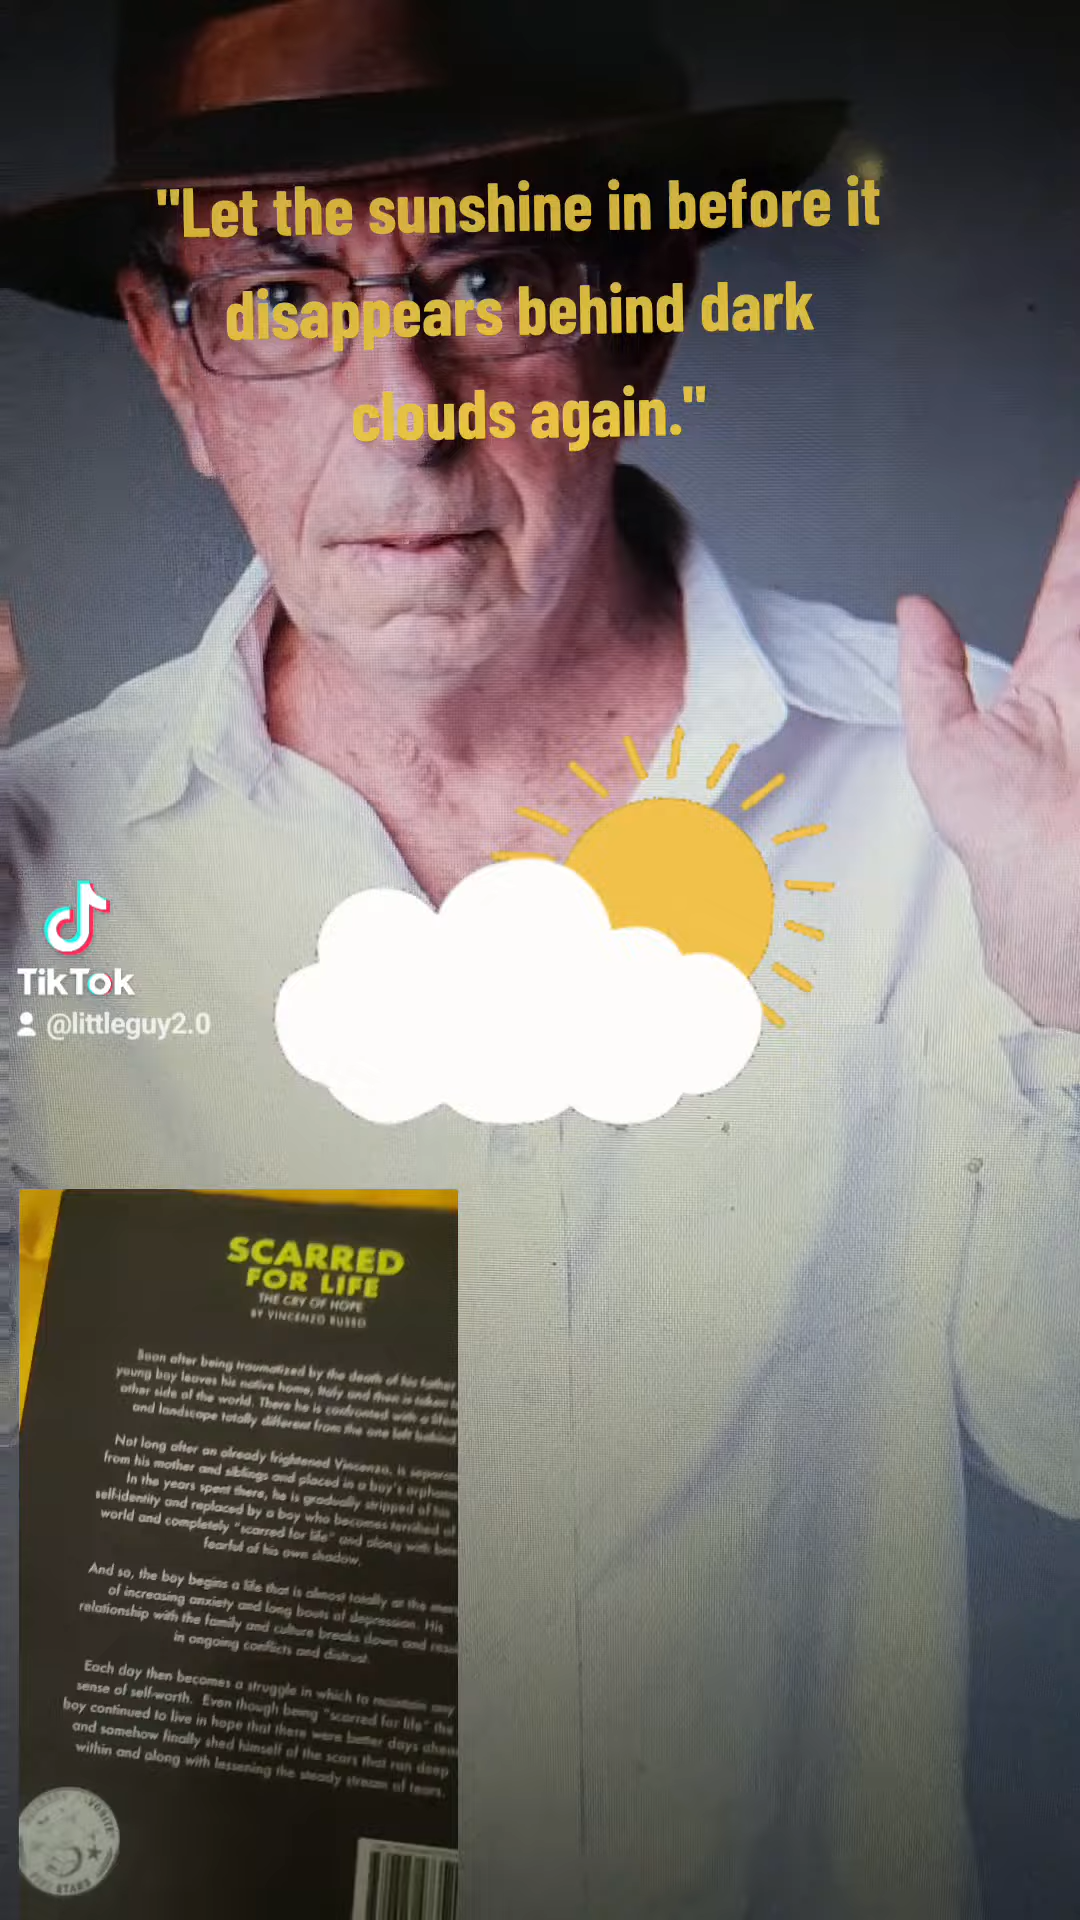 "Let the sunshine in before it
disappears behind dark
clouds again."
TikTok
@littleguy2.0
SCARRED
FOR LIFE
THE CRY OF HOPE
BY VINCENZO RUSSO
Soon after being traumatized by the death of his father
young boy leaves his native home, Italy and then is taken
other side of the world. There he is confronted with a
and landscape totally different from the one left behind
Not long after an already frightened Vincenzo, is
from his mother and siblings and placed in a boy's
In the years spent there, he is gradually stripped of his
self-identity and replaced by a boy who becomes terrified of
world and completely "scarred for life" and along with
fearful of his own shadow.
And so, the boy begins a life that is almost totally at the
of increasing anxiety and long bouts of depression. His
relationship with the family and culture breaks down and
in ongoing conflicts and distrust.
Each day then becomes a struggle in which to maintain any
sense of self-worth. Even though being "scarred for life" the
boy continued to live in hope that there were better days
and somehow finally shed himself of the scars that ran deep
within and along with lessening the steady stream of tears.
FIVE STARS